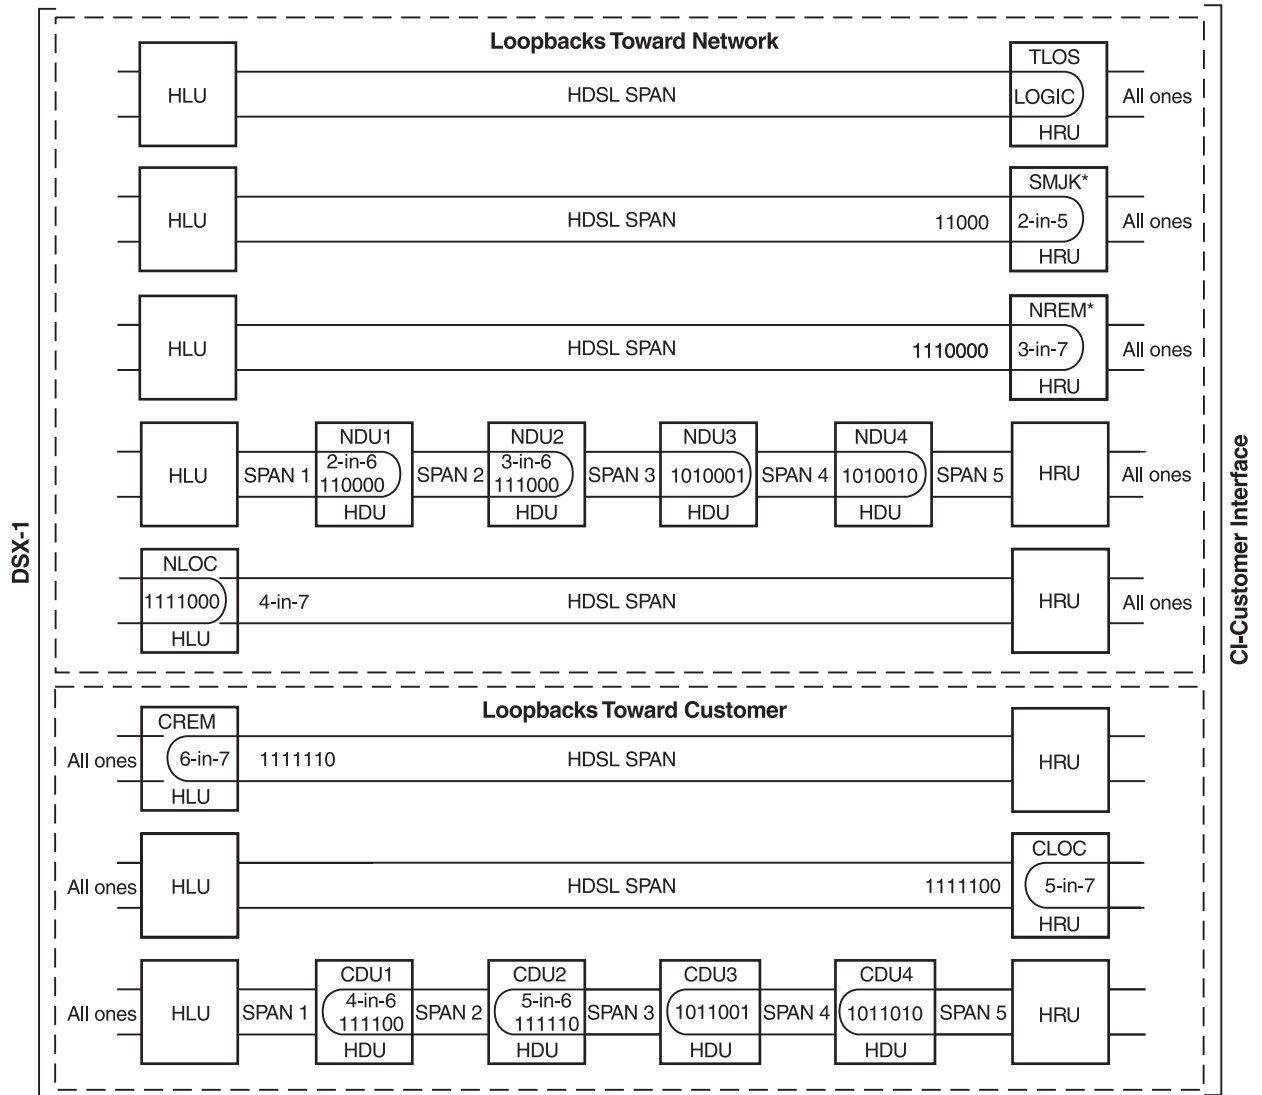 Loopbacks Toward Network
TLOS
HLU
HDSL SPAN
LOGIC
All ones
HRU
SMJK*
HLU
HDSL SPAN
11000
2-in-5
All ones
HRU
NREM*
HLU
HDSL SPAN
1110000
3-in-7
All ones
HRU
NDU1
NDU2
NDU3
NDU4
2-in-6
3-in-6
HLU
SPAN 1
110000
SPAN 2
111000
SPAN 3
1010001
SPAN 4
1010010
SPAN 5
HRU
All ones
HDU
HDU
HDU
HDU
NLOC
1111000
4-in-7
HDSL SPAN
HRU
All ones
HLU
DSX-1
CI-Customer Interface
Loopbacks Toward Customer
CREM
All ones
6-in-7
1111110
HDSL SPAN
HRU
HLU
CLOC
All ones
HLU
HDSL SPAN
1111100
5-in-7
HRU
CDU1
CDU2
CDU3
CDU4
4-in-6
5-in-6
All ones
HLU
SPAN 1
111100
SPAN 2
111110
SPAN 3
1011001
SPAN 4
1011010
SPAN 5
HRU
HDU
HDU
HDU
HDU